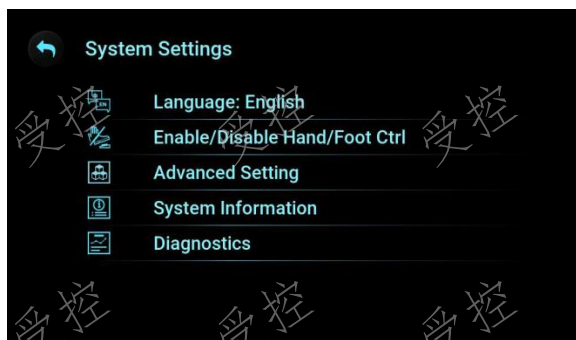 System Settings
受控
受控
Language: English
受控
Enable/Disable Hand/Foot Ctrl
Advanced Setting
System Information
Diagnostics
受控
受控
受控